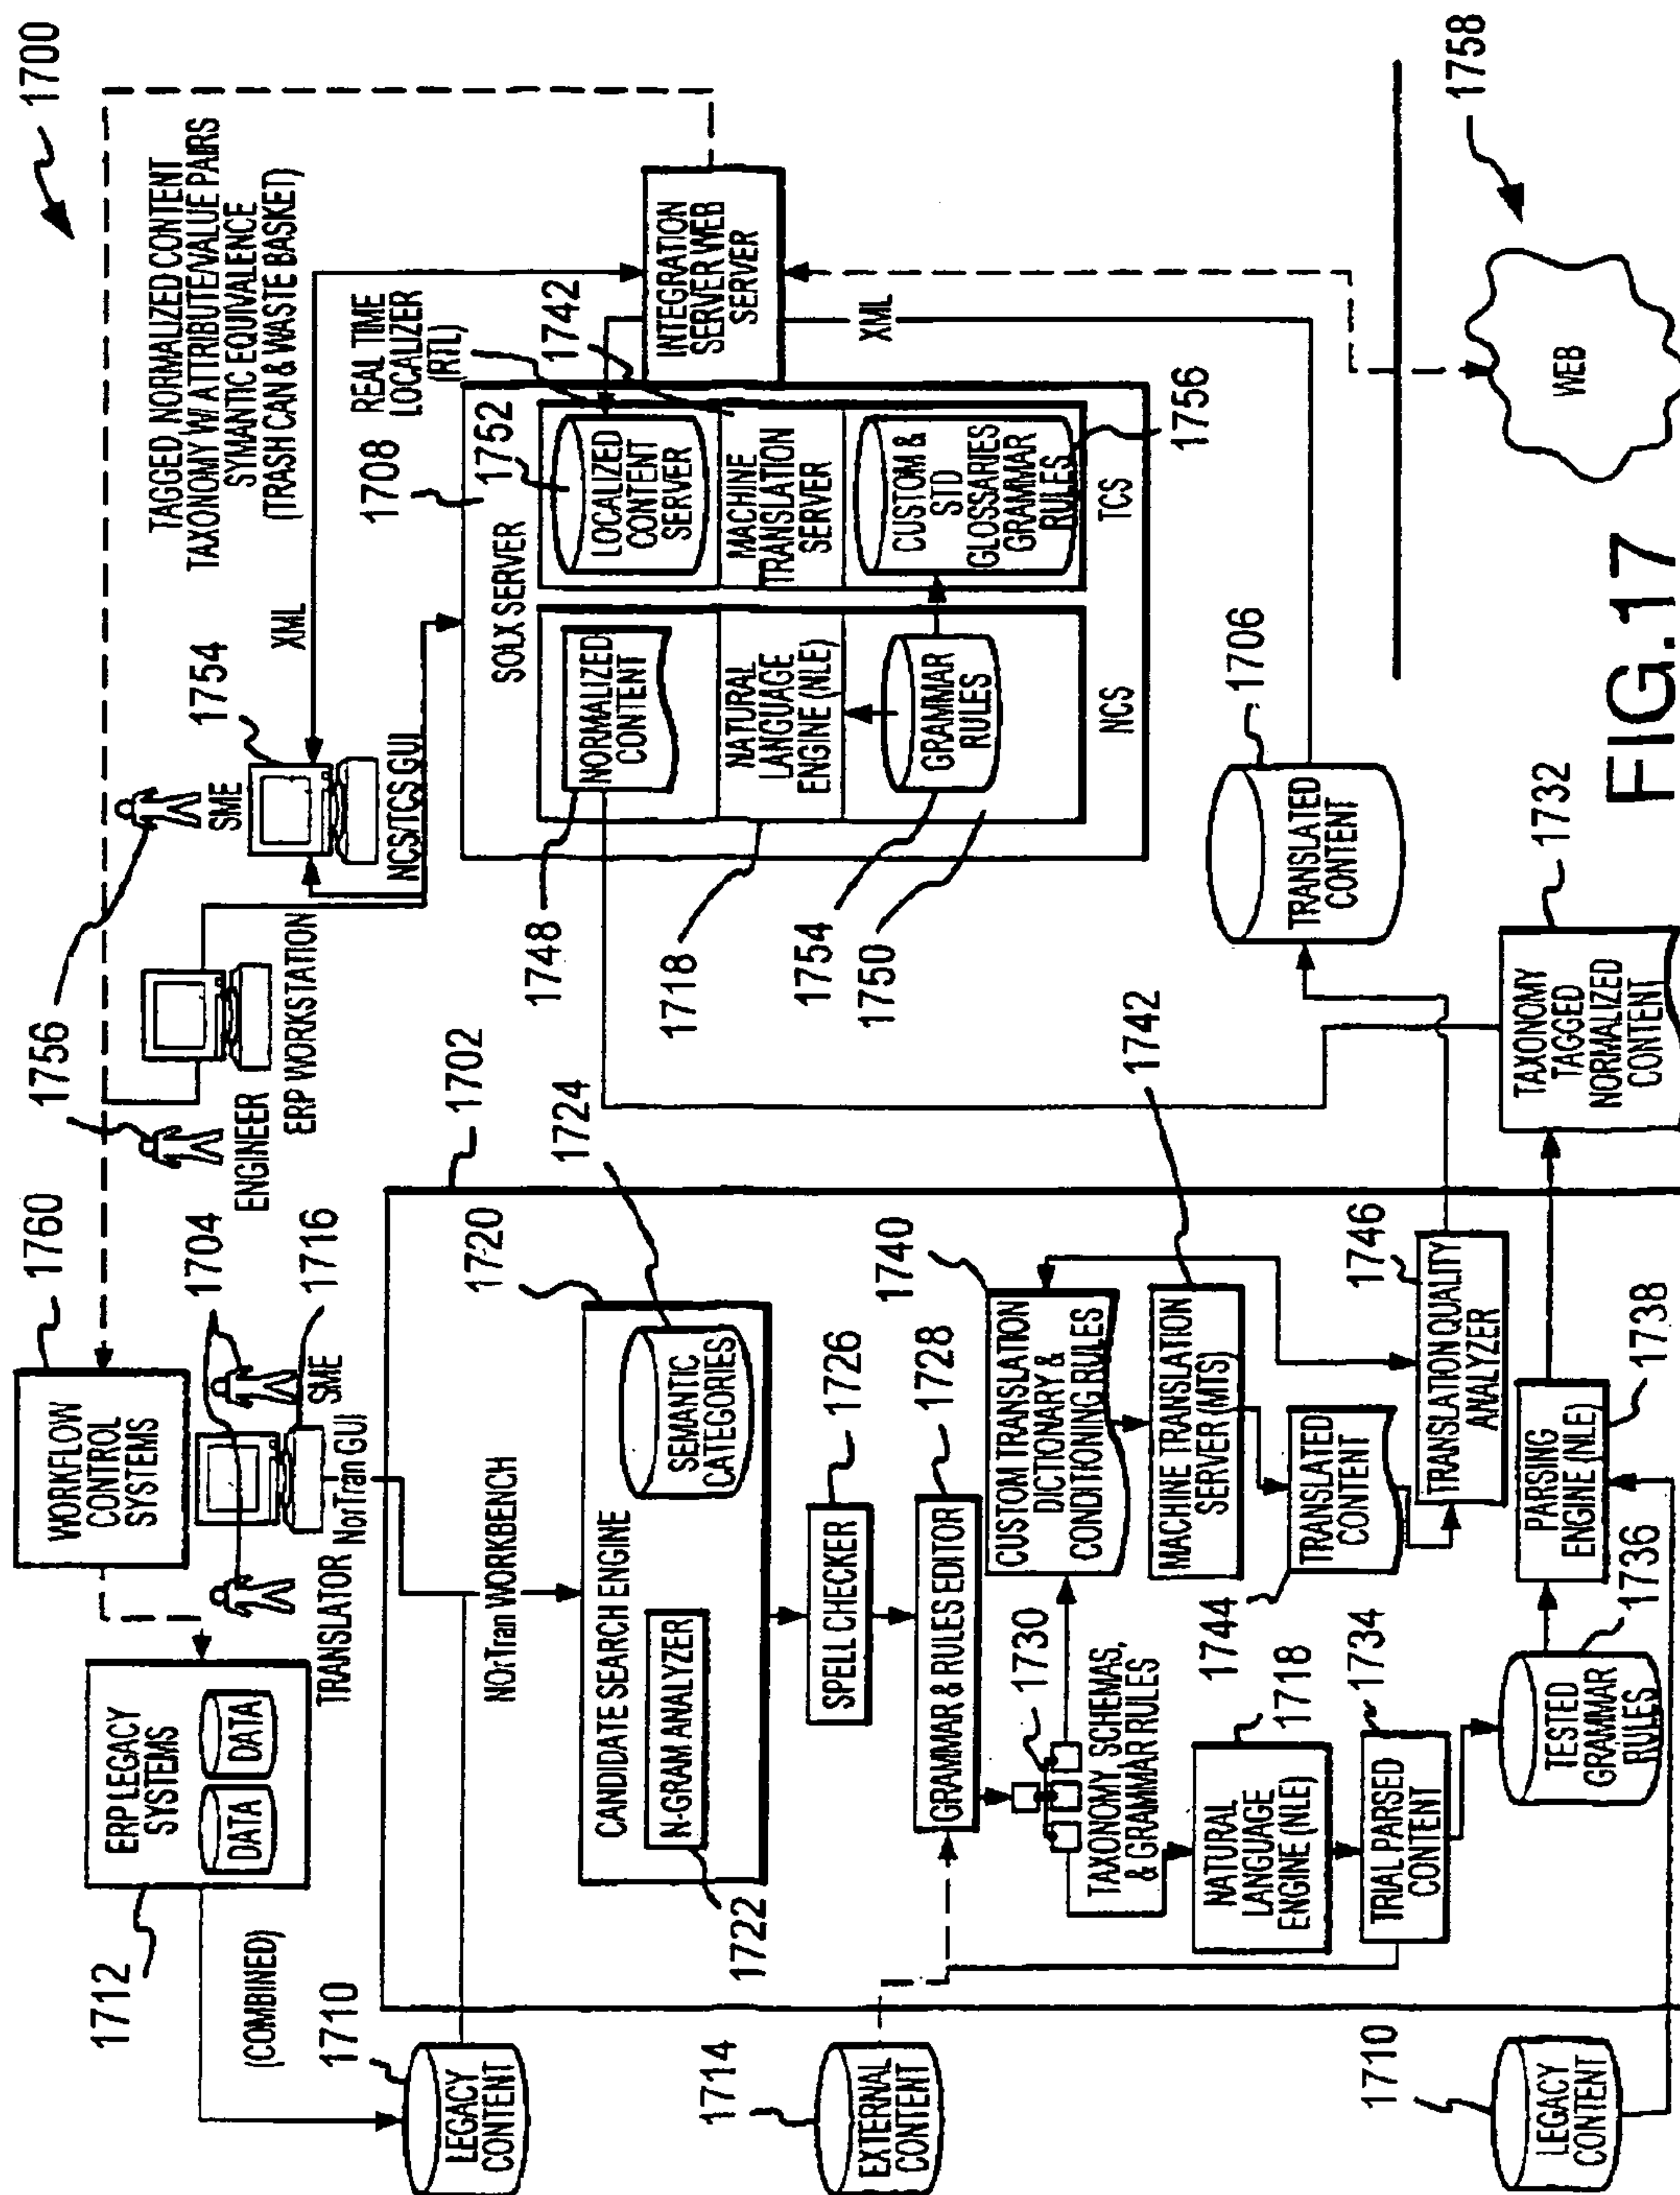 1700
1760
WORKFLOW
CONTROL
SYSTEMS
1712
ERP LEGACY
SYSTEMS
DATA
DATA
(COMBINED)
1710
LEGACY
CONTENT
1704
1716
SME
TRANSLATOR
NorTran GUI
1756
ENGINEER
ERP WORKSTATION
SME
1754
NCS/TCS GUI
XML
TAGGED NORMALIZED CONTENT
TAXONOMY W/ ATTRIBUTE/VALUE PAIRS
SYMANTIC EQUIVALENCE
(TRASH CAN & WASTE BASKET)
1702
NOrTran WORKBENCH
1720
CANDIDATE SEARCH ENGINE
N-GRAM ANALYZER
1722
SEMANTIC
CATEGORIES
1724
SPELL CHECKER
1726
GRAMMAR & RULES EDITOR
1728
1714
EXTERNAL
CONTENT
1730
TAXONOMY, SCHEMAS,
& GRAMMAR RULES
1740
CUSTOM TRANSLATION
DICTIONARY &
CONDITIONING RULES
1742
MACHINE TRANSLATION
SERVER (MTS)
1744
TRANSLATED
CONTENT
1746
TRANSLATION QUALITY
ANALYZER
1718
NATURAL
LANGUAGE
ENGINE (NLE)
1734
TRIAL PARSED
CONTENT
1736
TESTED
GRAMMAR
RULES
1738
PARSING
ENGINE (NLE)
1710
LEGACY
CONTENT
1732
TAXONOMY
TAGGED
NORMALIZED
CONTENT
1706
TRANSLATED
CONTENT
1708
SOLX SERVER
1748
NORMALIZED
CONTENT
1718
NATURAL
LANGUAGE
ENGINE (NLE)
1754
GRAMMAR
RULES
1750
NCS
1752
LOCALIZED
CONTENT
SERVER
REAL TIME
LOCALIZER
(RTL)
1742
MACHINE
TRANSLATION
SERVER
CUSTOM &
STD
GLOSSARIES
GRAMMAR
RULES
1756
TCS
INTEGRATION
SERVER WEB
SERVER
XML
WEB
1758
FIG.17